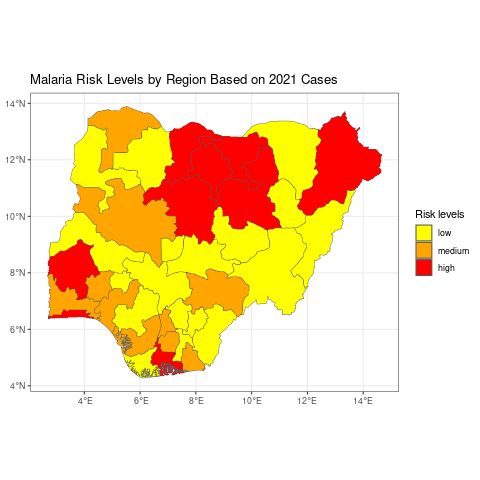 Malaria Risk Levels by Region Based on 2021 Cases
14°N
12°N
10°N
8°N
6°N
4°N
4°E 6°E 8°E 10°E 12°E 14°E
Risk levels
low
medium
high